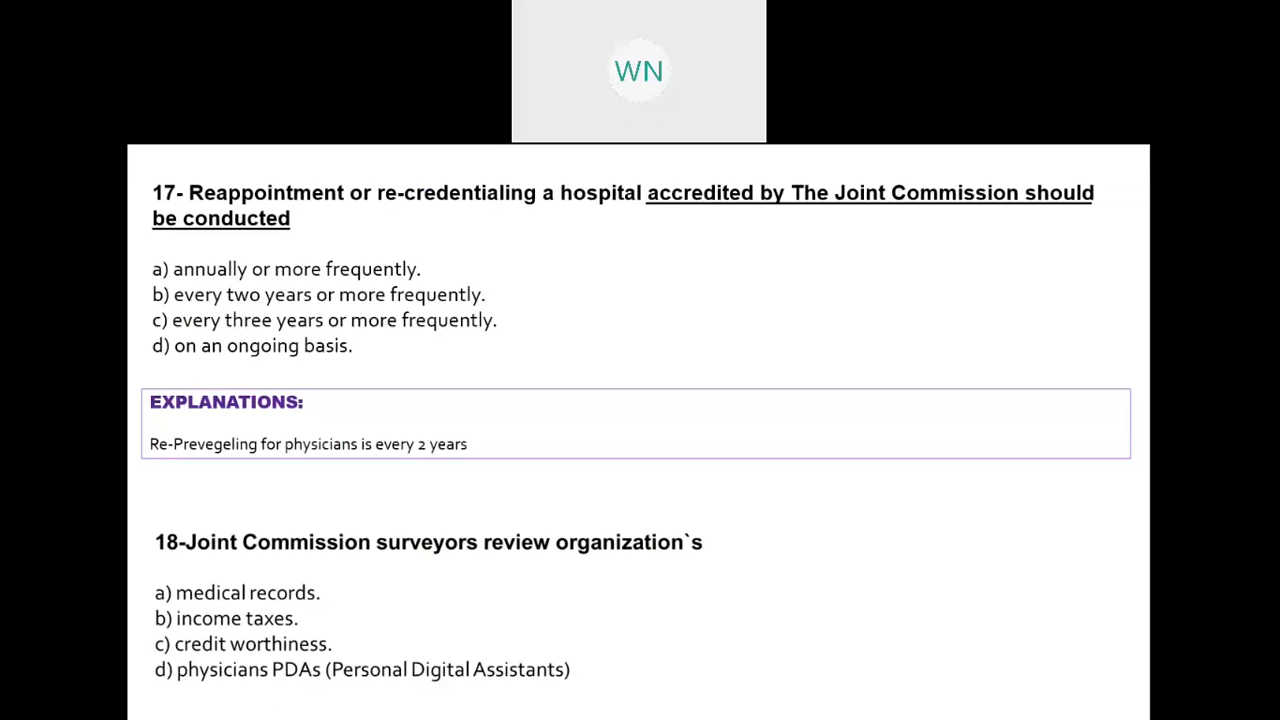 WN
17- Reappointment or re-credentialing a hospital accredited by The Joint Commission should
be conducted
a) annually or more frequently.
b) every two years or more frequently.
c) every three years or more frequently.
d) on an ongoing basis.
EXPLANATIONS:
Re-Prevegeling for physicians is every 2 years
18-Joint Commission surveyors review organization`s
a) medical records.
b) income taxes.
c) credit worthiness.
d) physicians PDAs (Personal Digital Assistants)